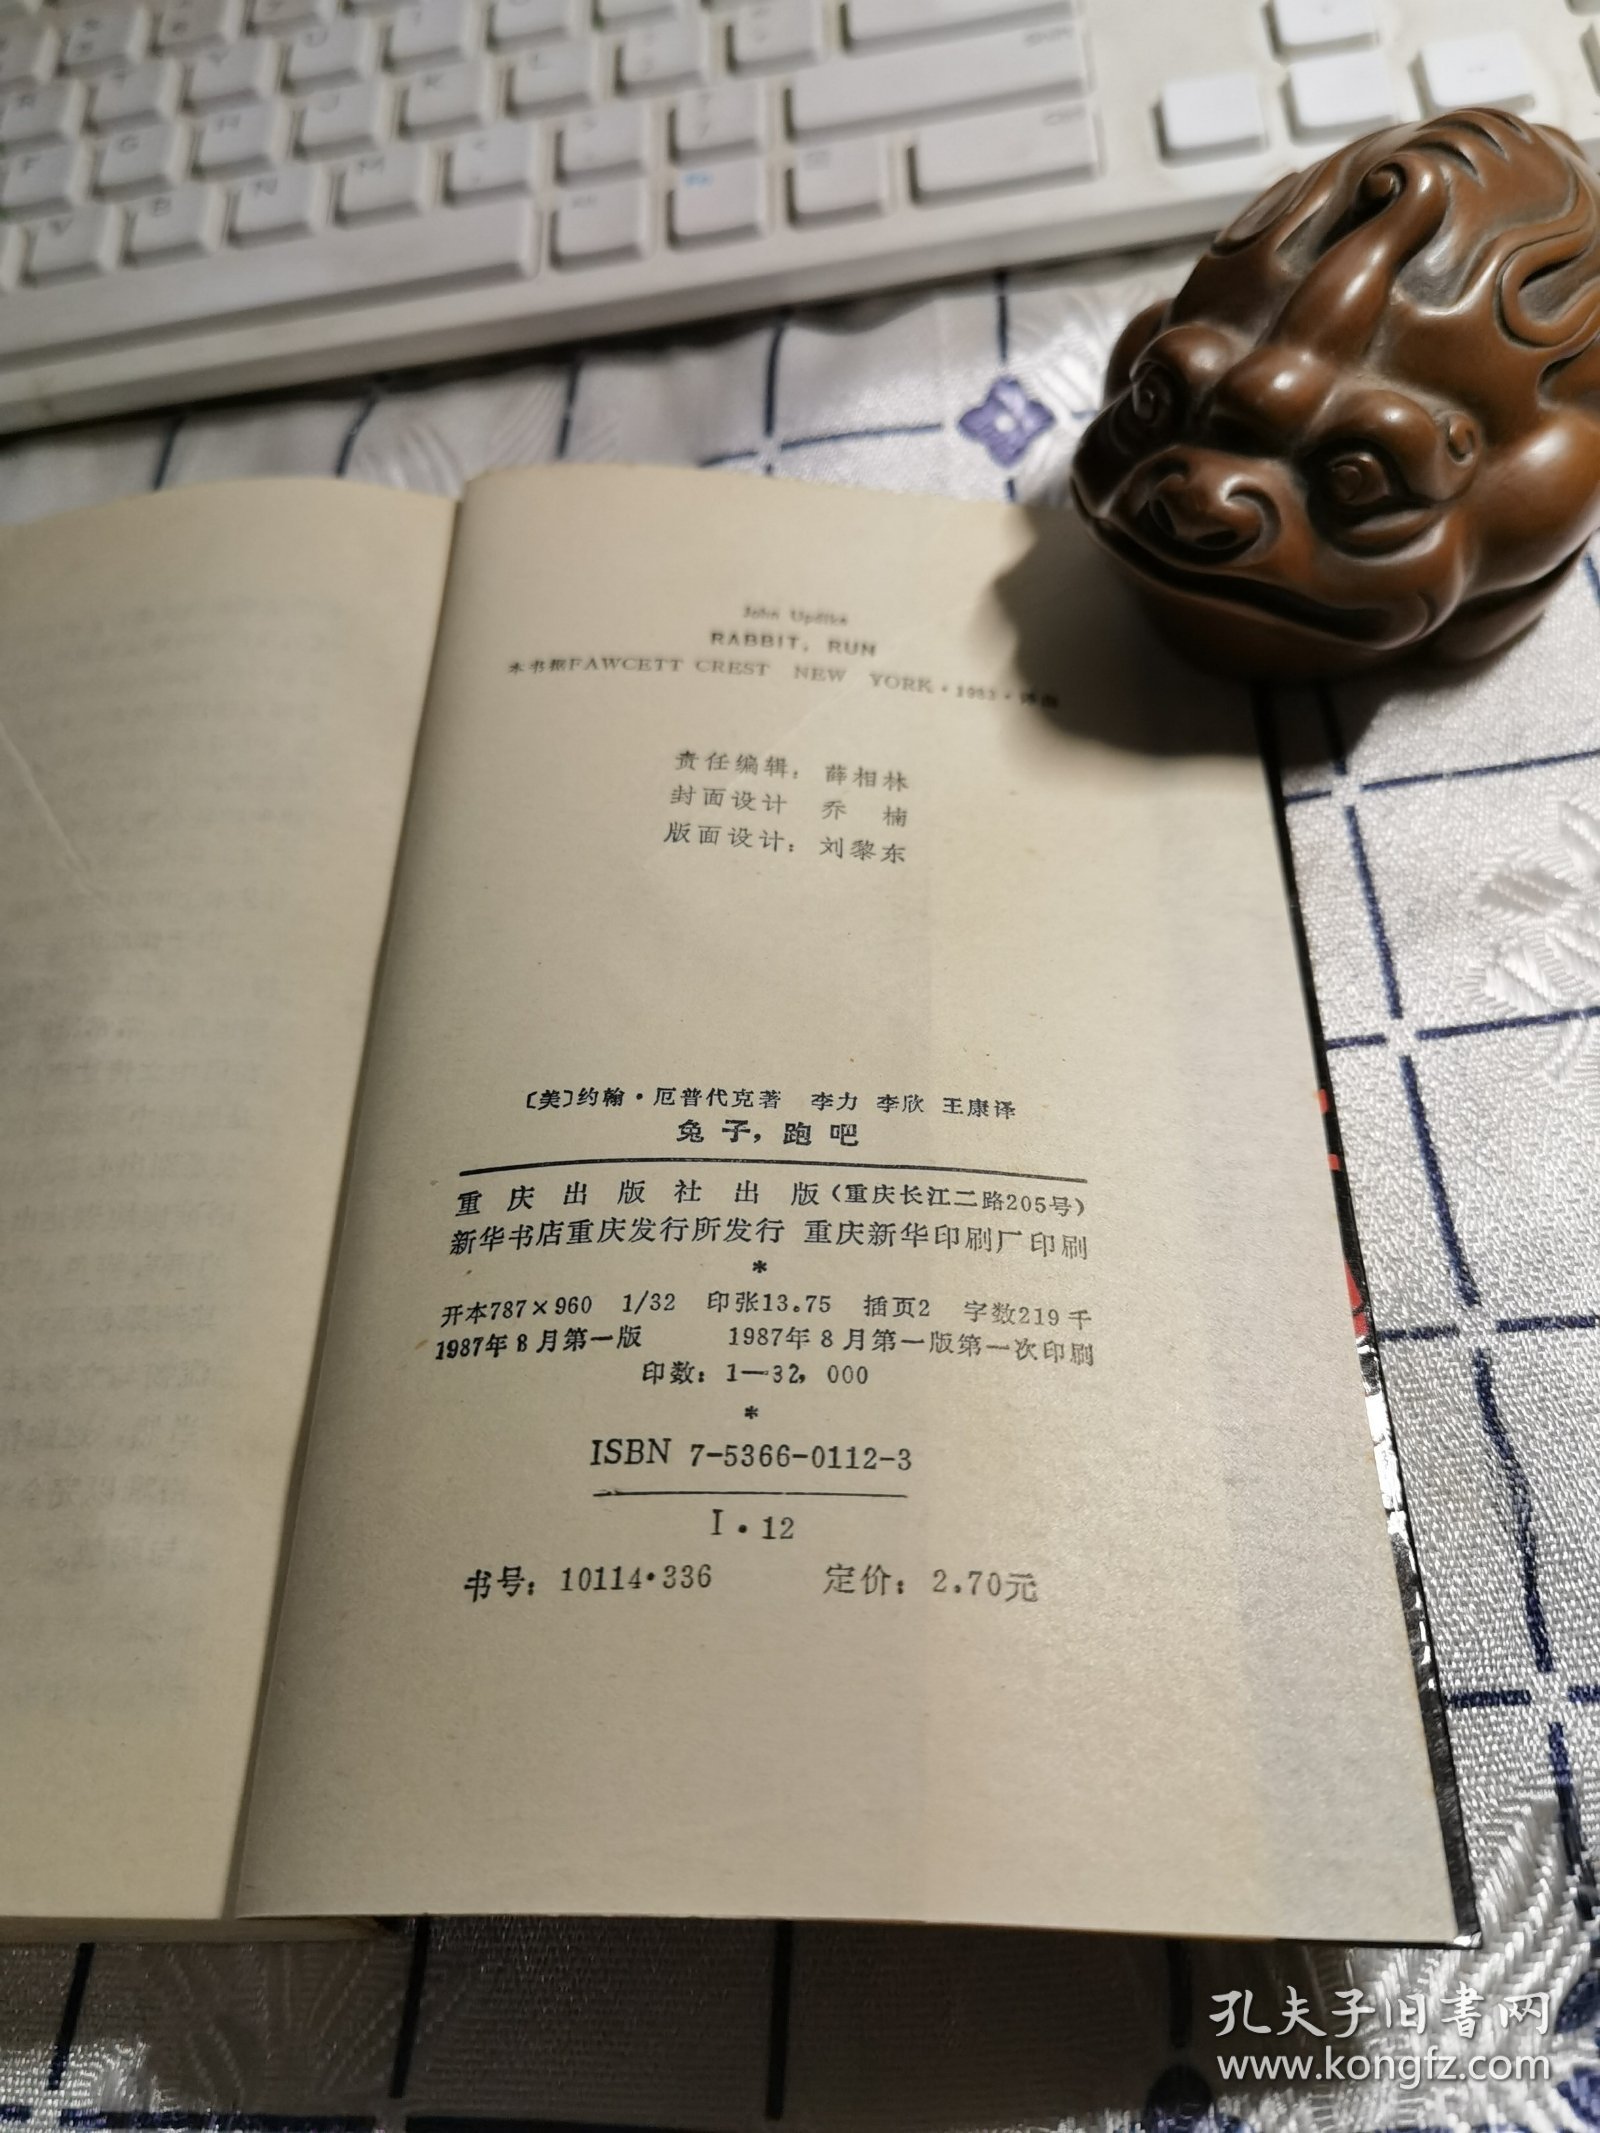 John Updike
RABBIT, RUN
本书据FAWCETT CREST NEW YORK·1983·译出
责任编辑：薛相林
封面设计 乔 楠
版面设计：刘黎东
〔美〕约翰·厄普代克著 李力 李欣 王康译
兔子，跑吧
重庆出版社出版（重庆长江二路205号）
新华书店重庆发行所发行 重庆新华印刷厂印刷
*
开本787×960 1/32 印张13.75 插页2 字数219千
1987年8月第一版 1987年8月第一版第一次印刷
印数：1—32，000
*
ISBN 7-5366-0112-3
I·12
书号：10114·336 定价：2.70元
孔夫子旧书网
www.kongfz.com